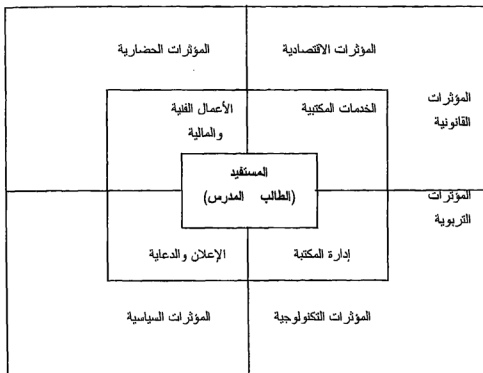 المؤثرات الاقتصادية
المؤثرات الحضارية
المؤثرات
القانونية
الخدمات المكتبية
الأعمال الفنية
والمالية
المستفيد
(الطالب المدرس)
المؤثرات
التربوية
إدارة المكتبة
الإعلان والدعاية
المؤثرات التكنولوجية
المؤثرات السياسية